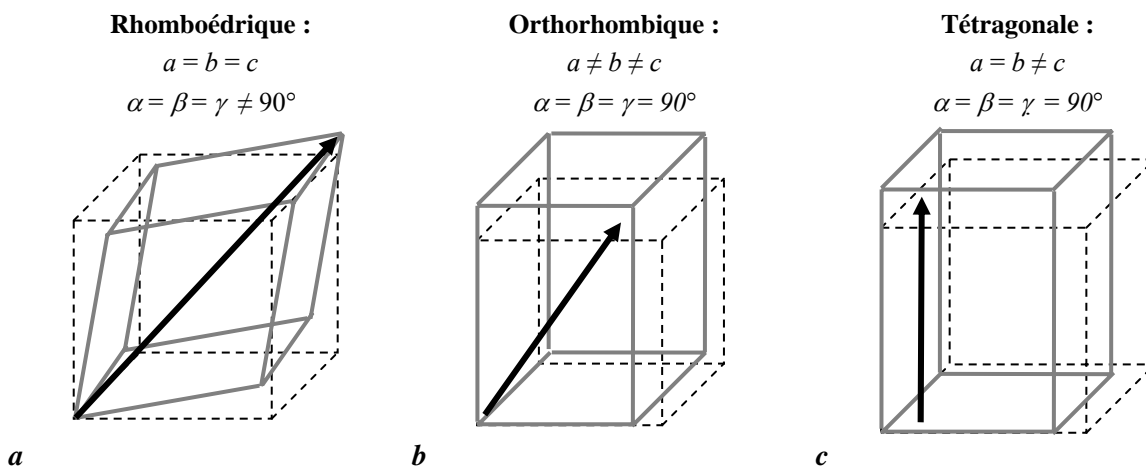 Rhomboédrique :
a = b = c
α = β = γ ≠ 90°
Orthorhombique :
a ≠ b ≠ c
α = β = γ = 90°
Tétragonale :
a = b ≠ c
α = β = γ = 90°
a
b
c